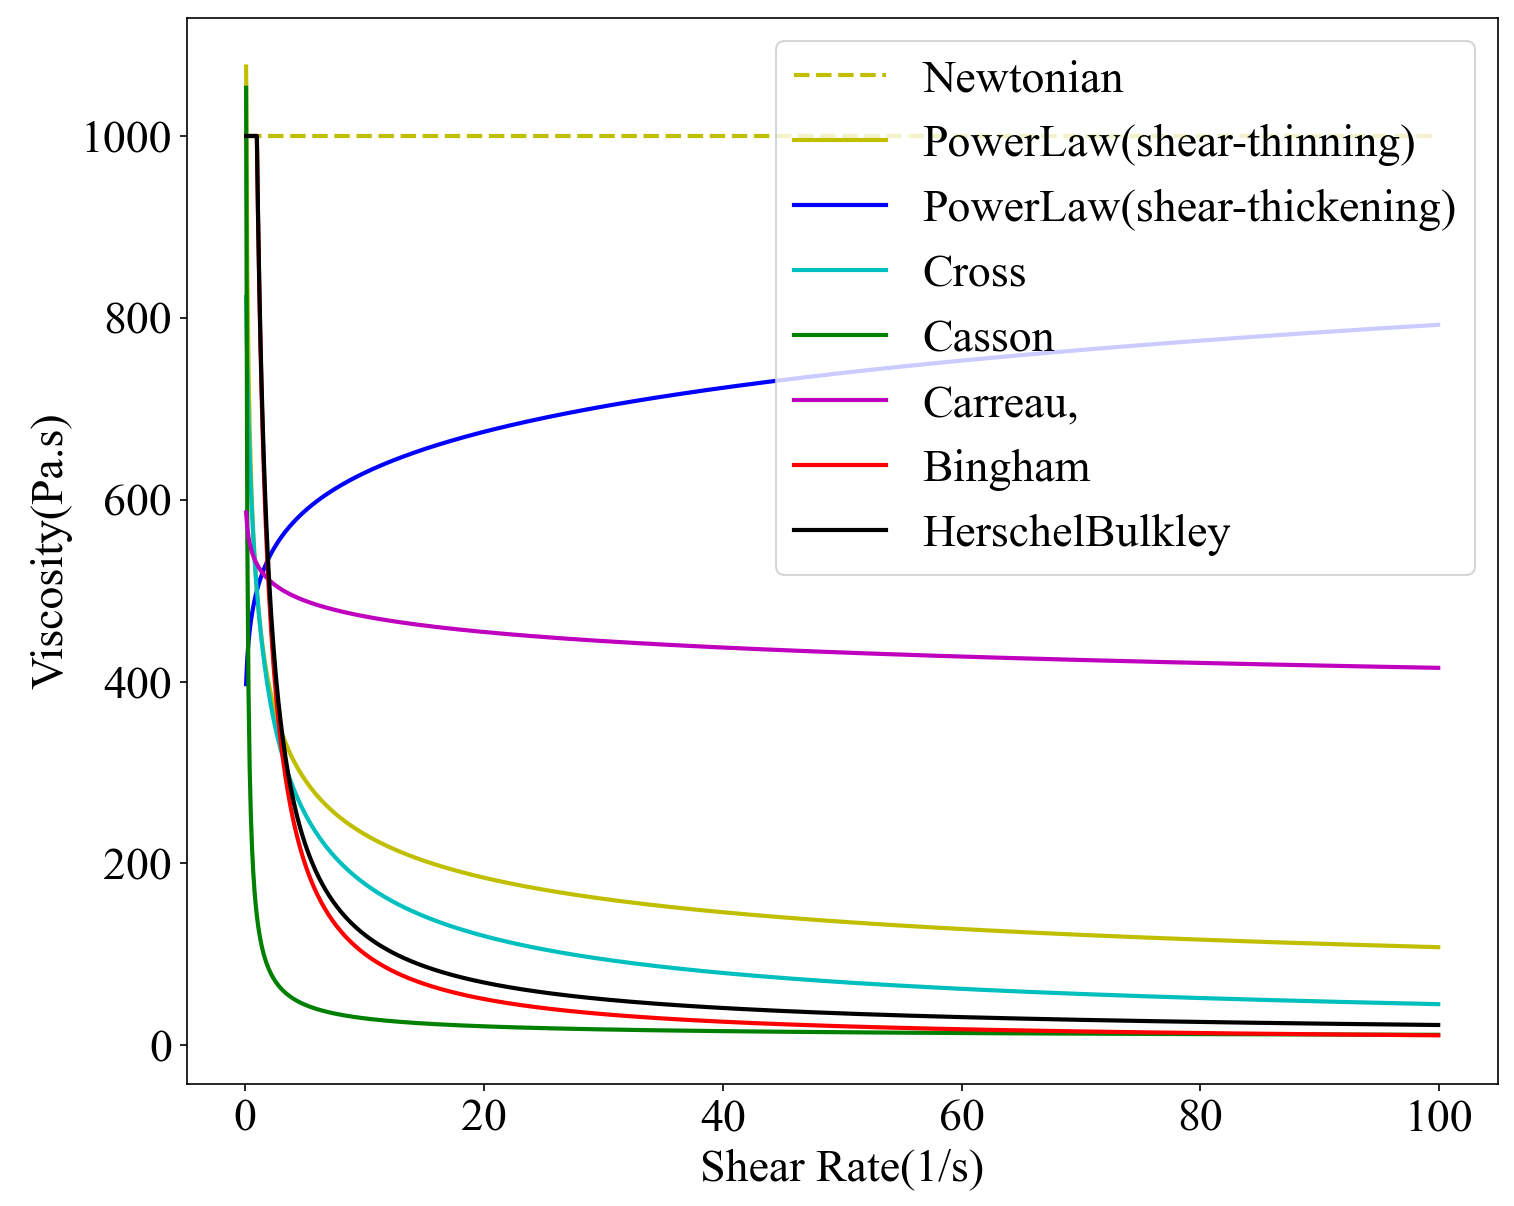 Newtonian
PowerLaw(shear-thinning)
PowerLaw(shear-thickening)
Cross
Casson
Carreau,
Bingham
HerschelBulkley
1000
800
600
400
200
0
Viscosity(Pa.s)
0 20 40 60 80 100
Shear Rate(1/s)